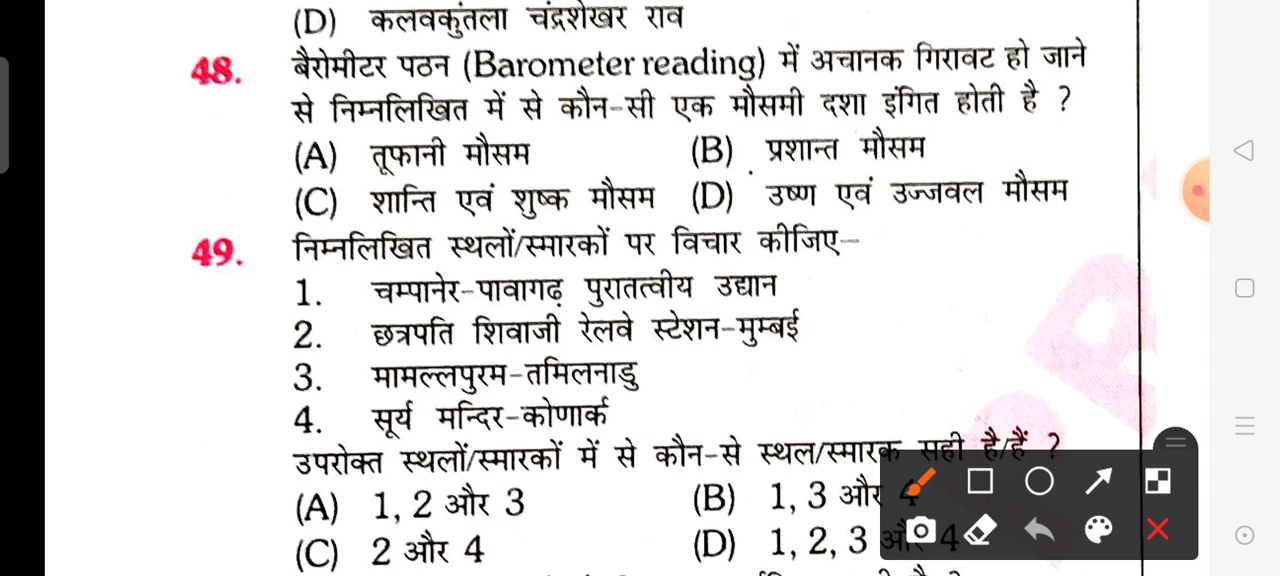 (D) कलवकुंतला चंद्रशेखर राव
48. बैरोमीटर पठन (Barometer reading) में अचानक गिरावट हो जाने
से निम्नलिखित में से कौन-सी एक मौसमी दशा इंगित होती है ?
(A) तूफानी मौसम (B) प्रशान्त मौसम
(C) शान्ति एवं शुष्क मौसम (D) उष्ण एवं उज्जवल मौसम
49. निम्नलिखित स्थलों/स्मारकों पर विचार कीजिए–
1. चम्पानेर-पावागढ़ पुरातत्वीय उद्यान
2. छत्रपति शिवाजी रेलवे स्टेशन-मुम्बई
3. मामल्लपुरम-तमिलनाडु
4. सूर्य मन्दिर-कोणार्क
उपरोक्त स्थलों/स्मारकों में से कौन-से स्थल/स्मारक सही है/हैं ?
(A) 1, 2 और 3 (B) 1, 3 और 4
(C) 2 और 4 (D) 1, 2, 3 और 4